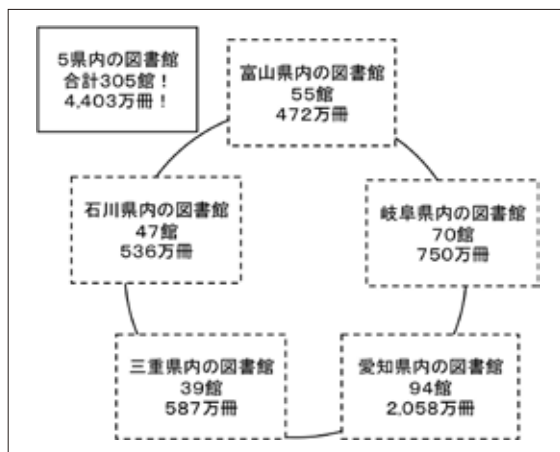 5県内の図書館
合計305館！
4,403万冊！
富山県内の図書館
55館
472万冊
石川県内の図書館
47館
536万冊
岐阜県内の図書館
70館
750万冊
三重県内の図書館
39館
587万冊
愛知県内の図書館
94館
2,058万冊